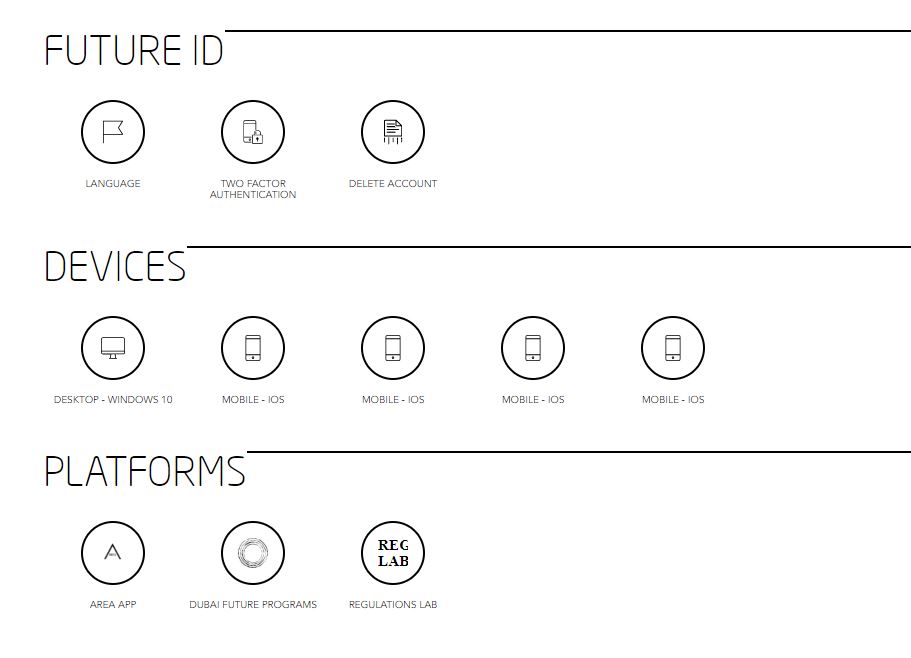 FUTURE ID
LANGUAGE
TWO FACTOR
AUTHENTICATION
DELETE ACCOUNT
DEVICES
DESKTOP - WINDOWS 10
MOBILE - IOS
MOBILE - IOS
MOBILE - IOS
MOBILE - IOS
PLATFORMS
REG
LAB
AREA APP
DUBAI FUTURE PROGRAMS
REGULATIONS LAB